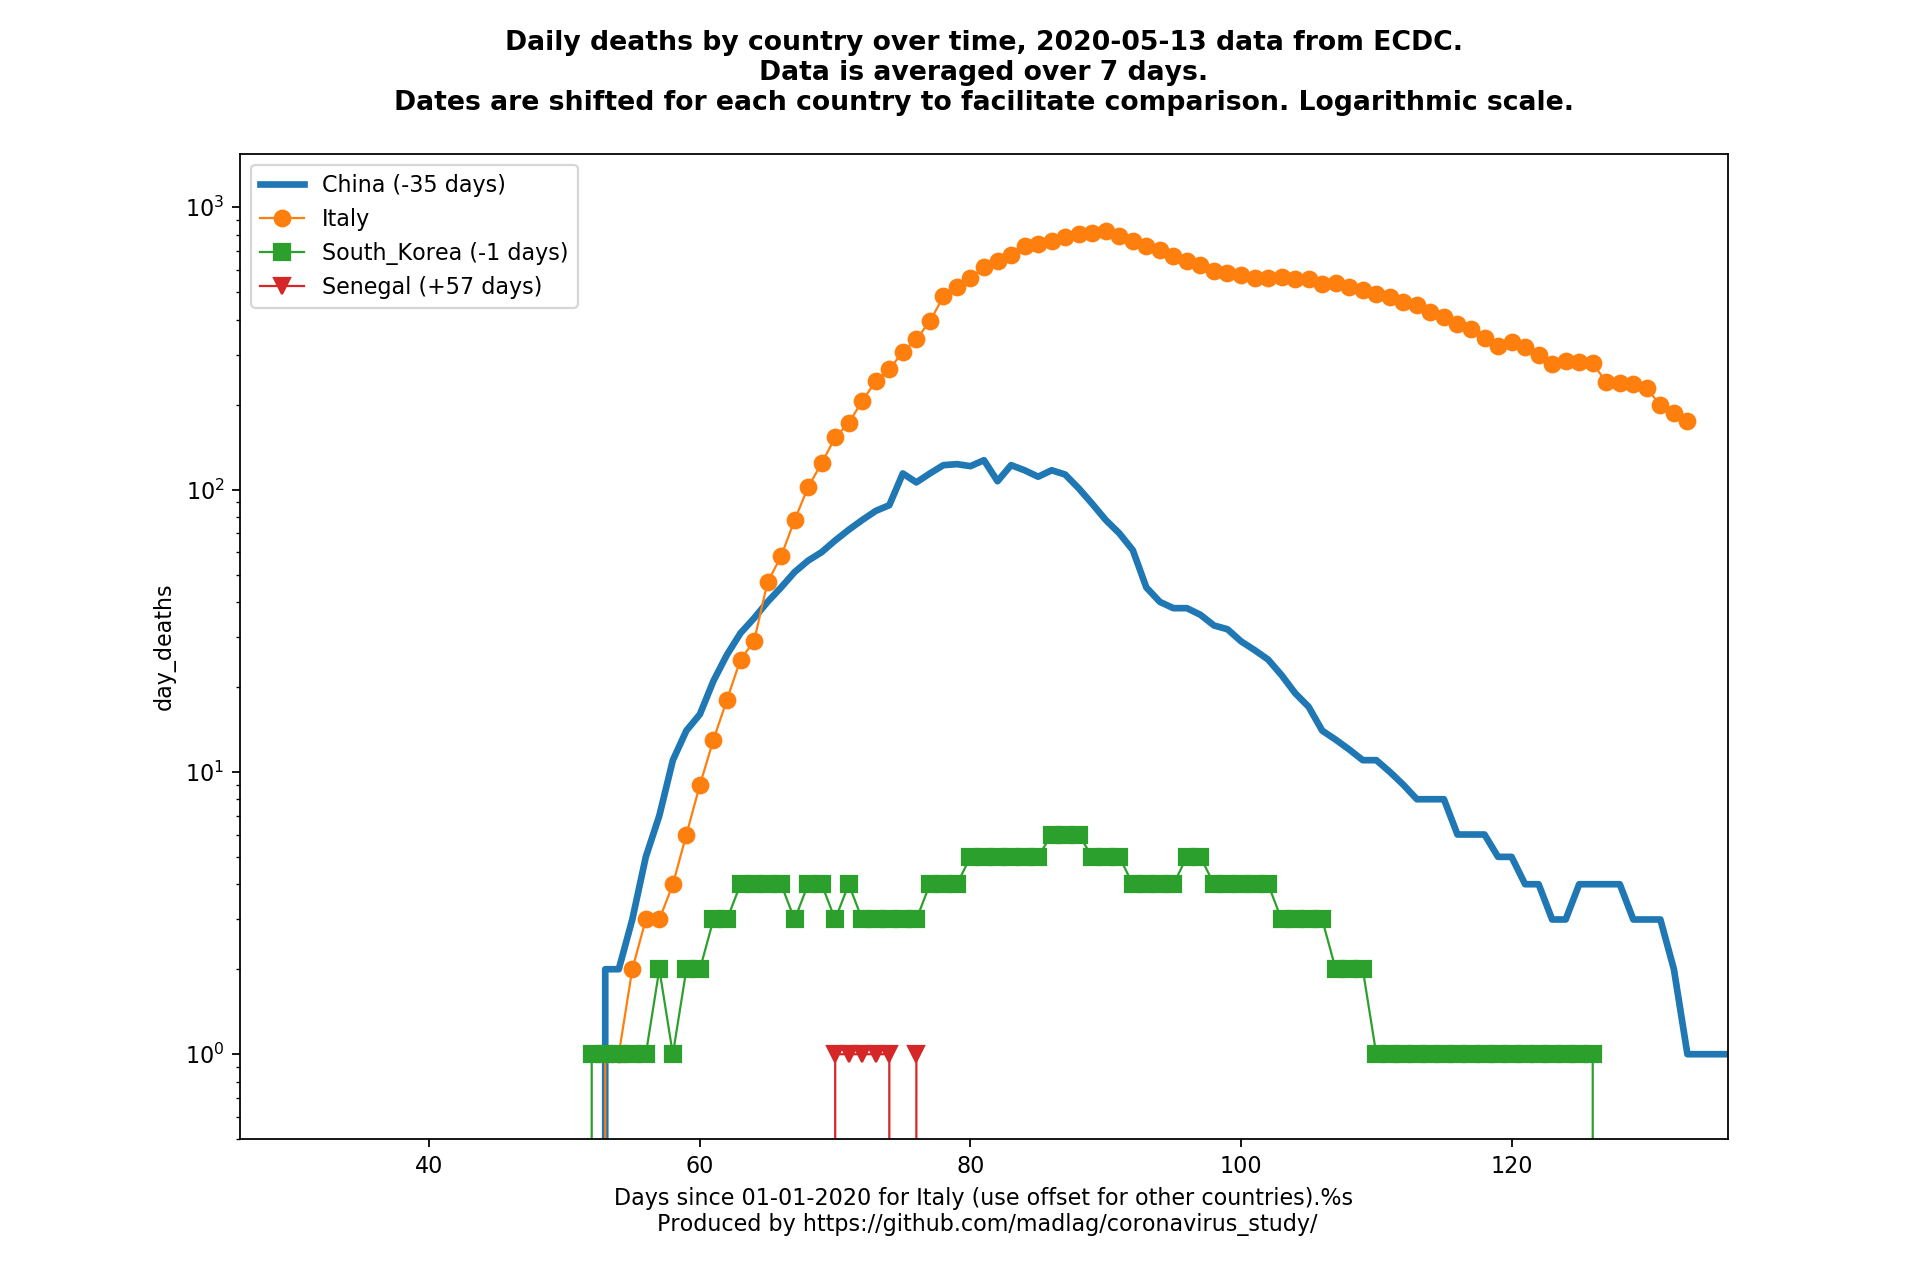 Daily deaths by country over time, 2020-05-13 data from ECDC.
Data is averaged over 7 days.
Dates are shifted for each country to facilitate comparison. Logarithmic scale.
China (-35 days)
Italy
South_Korea (-1 days)
Senegal (+57 days)
10³
10²
10¹
10⁰
day_deaths
40 60 80 100 120
Days since 01-01-2020 for Italy (use offset for other countries).%s
Produced by https://github.com/madlag/coronavirus_study/